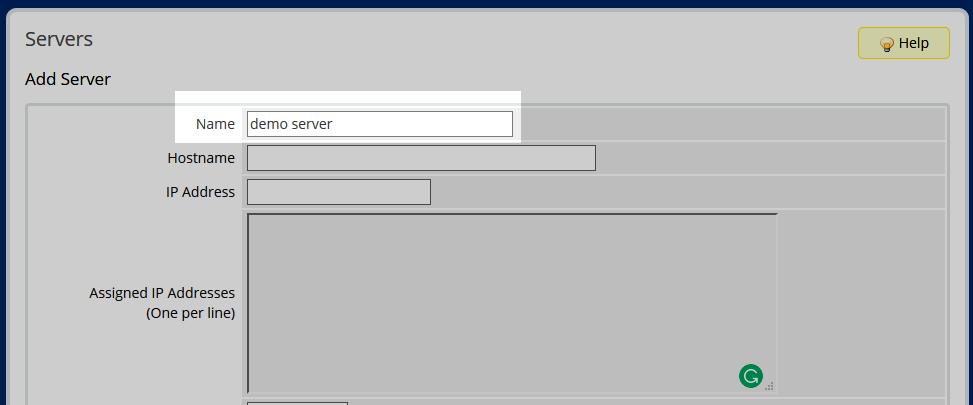 Servers
Help
Add Server
Name demo server
Hostname
IP Address
Assigned IP Addresses
(One per line)